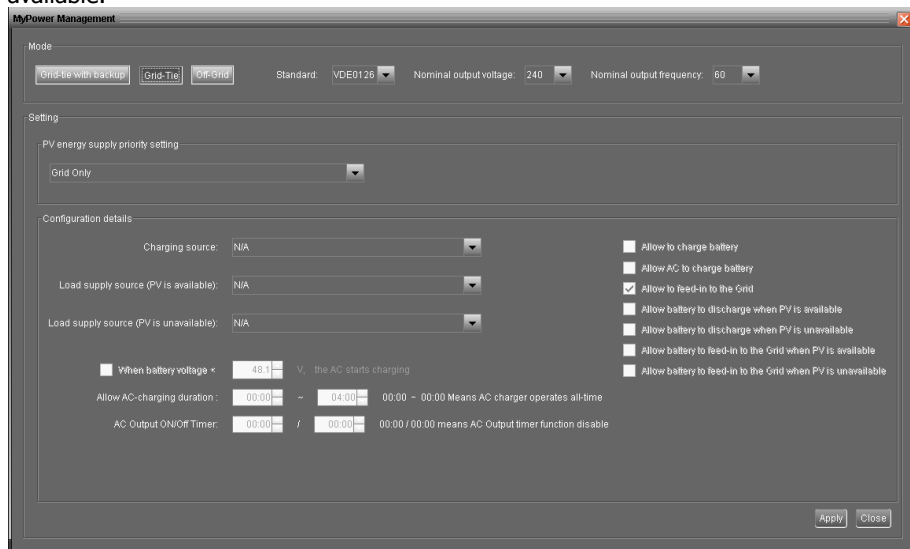 available.
MyPower Management
Mode
Grid-tie with backup Grid-Tie Off-Grid Standard: VDE0126 Nominal output voltage: 240 Nominal output frequency: 60
Setting
PV energy supply priority setting
Grid Only
Configuration details
Charging source: N/A
Load supply source (PV is available): N/A
Load supply source (PV is unavailable): N/A
When battery voltage < 48.1 V, the AC starts charging
Allow AC-charging duration : 00:00 ~ 04:00 00:00 ~ 00:00 Means AC charger operates all-time
AC Output ON/Off Timer: 00:00 / 00:00 00:00 / 00:00 means AC Output timer function disable
Allow to charge battery
Allow AC to charge battery
Allow to feed-in to the Grid
Allow battery to discharge when PV is available
Allow battery to discharge when PV is unavailable
Allow battery to feed-in to the Grid when PV is available
Allow battery to feed-in to the Grid when PV is unavailable
Apply Close